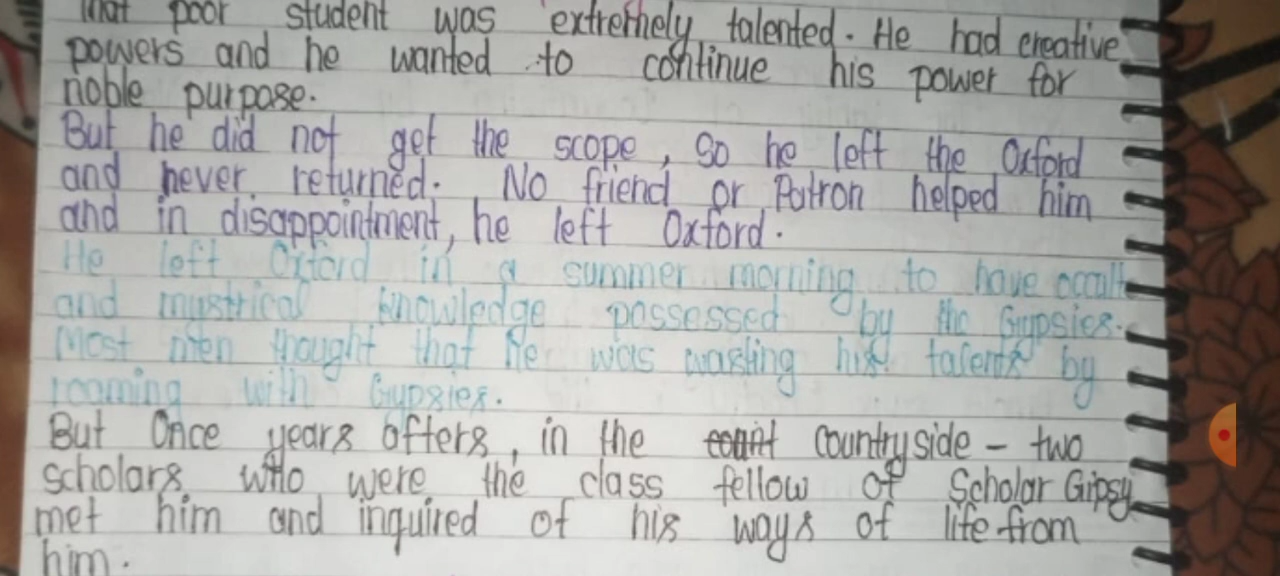 That poor student was extremely talented. He had creative
powers and he wanted to continue his power for
noble purpose.
But he did not get the scope, so he left the Oxford
and never returned. No friend or Patron helped him
and in disappointment, he left Oxford.
He left Oxford in a summer morning to have occult
and mystrical knowledge possessed by the Gypsies.
Most men thought that he was wasting his talents by
roaming with Gypsies.
But Once years afters, in the countryside - two
scholars who were the class fellow of Scholar Gipsy
met him and inquired of his ways of life from
him.